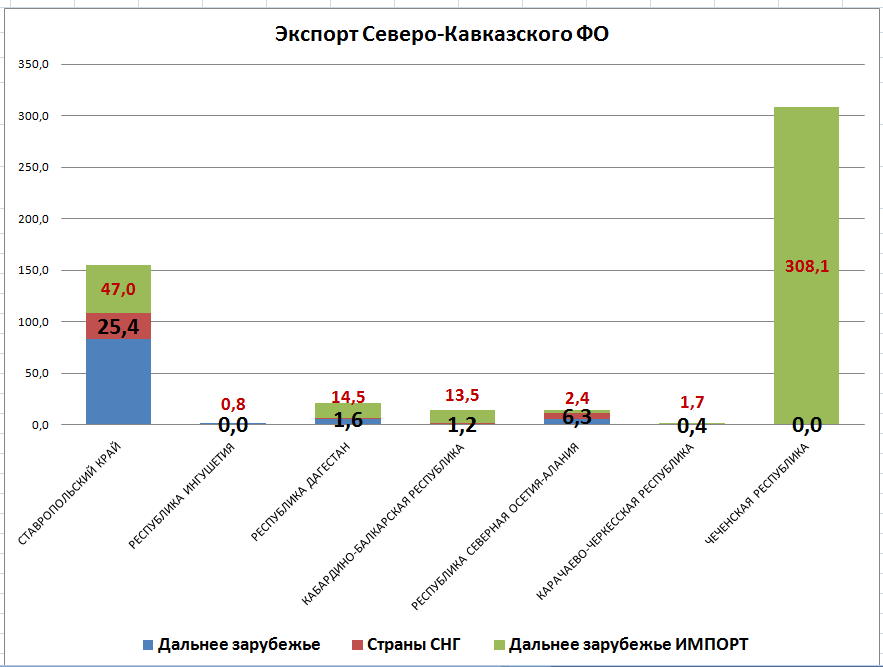 Экспорт Северо-Кавказского ФО
350,0
300,0
250,0
200,0
150,0
100,0
50,0
0,0
47,0
25,4
0,8
0,0
14,5
1,6
13,5
1,2
2,4
6,3
1,7
0,4
308,1
0,0
СТАВРОПОЛЬСКИЙ КРАЙ
РЕСПУБЛИКА ИНГУШЕТИЯ
РЕСПУБЛИКА ДАГЕСТАН
КАБАРДИНО-БАЛКАРСКАЯ РЕСПУБЛИКА
РЕСПУБЛИКА СЕВЕРНАЯ ОСЕТИЯ-АЛАНИЯ
КАРАЧАЕВО-ЧЕРКЕССКАЯ РЕСПУБЛИКА
ЧЕЧЕНСКАЯ РЕСПУБЛИКА
Дальнее зарубежье Страны СНГ Дальнее зарубежье ИМПОРТ